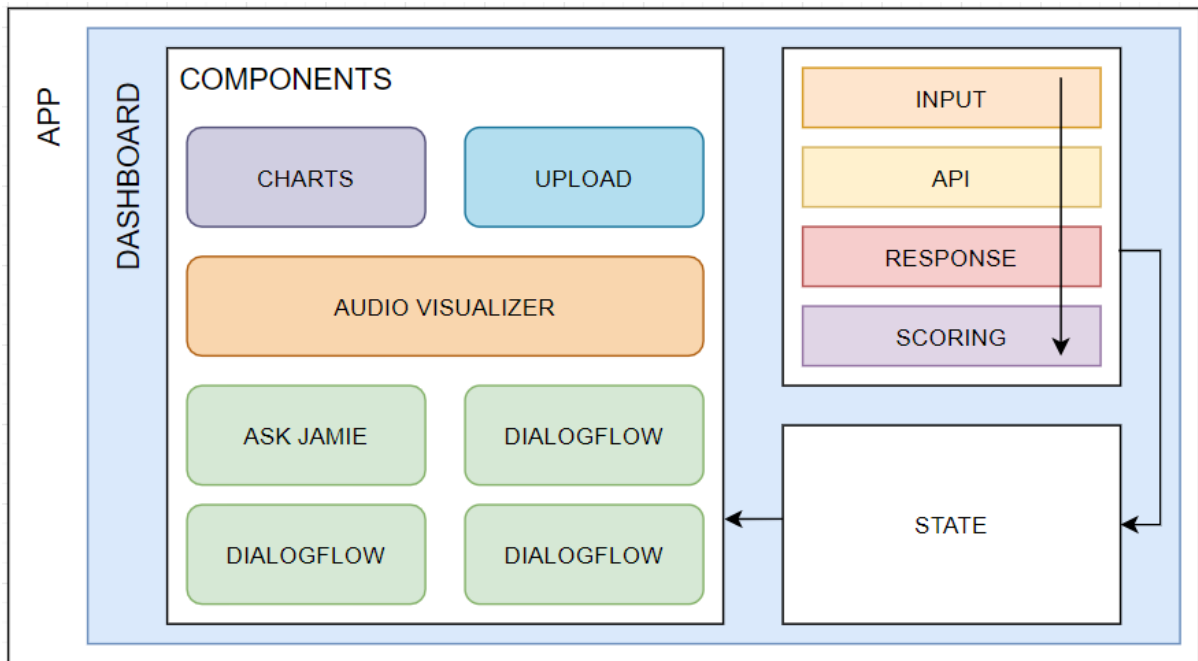 APP
DASHBOARD
COMPONENTS
CHARTS
UPLOAD
AUDIO VISUALIZER
ASK JAMIE
DIALOGFLOW
DIALOGFLOW
DIALOGFLOW
INPUT
API
RESPONSE
SCORING
STATE